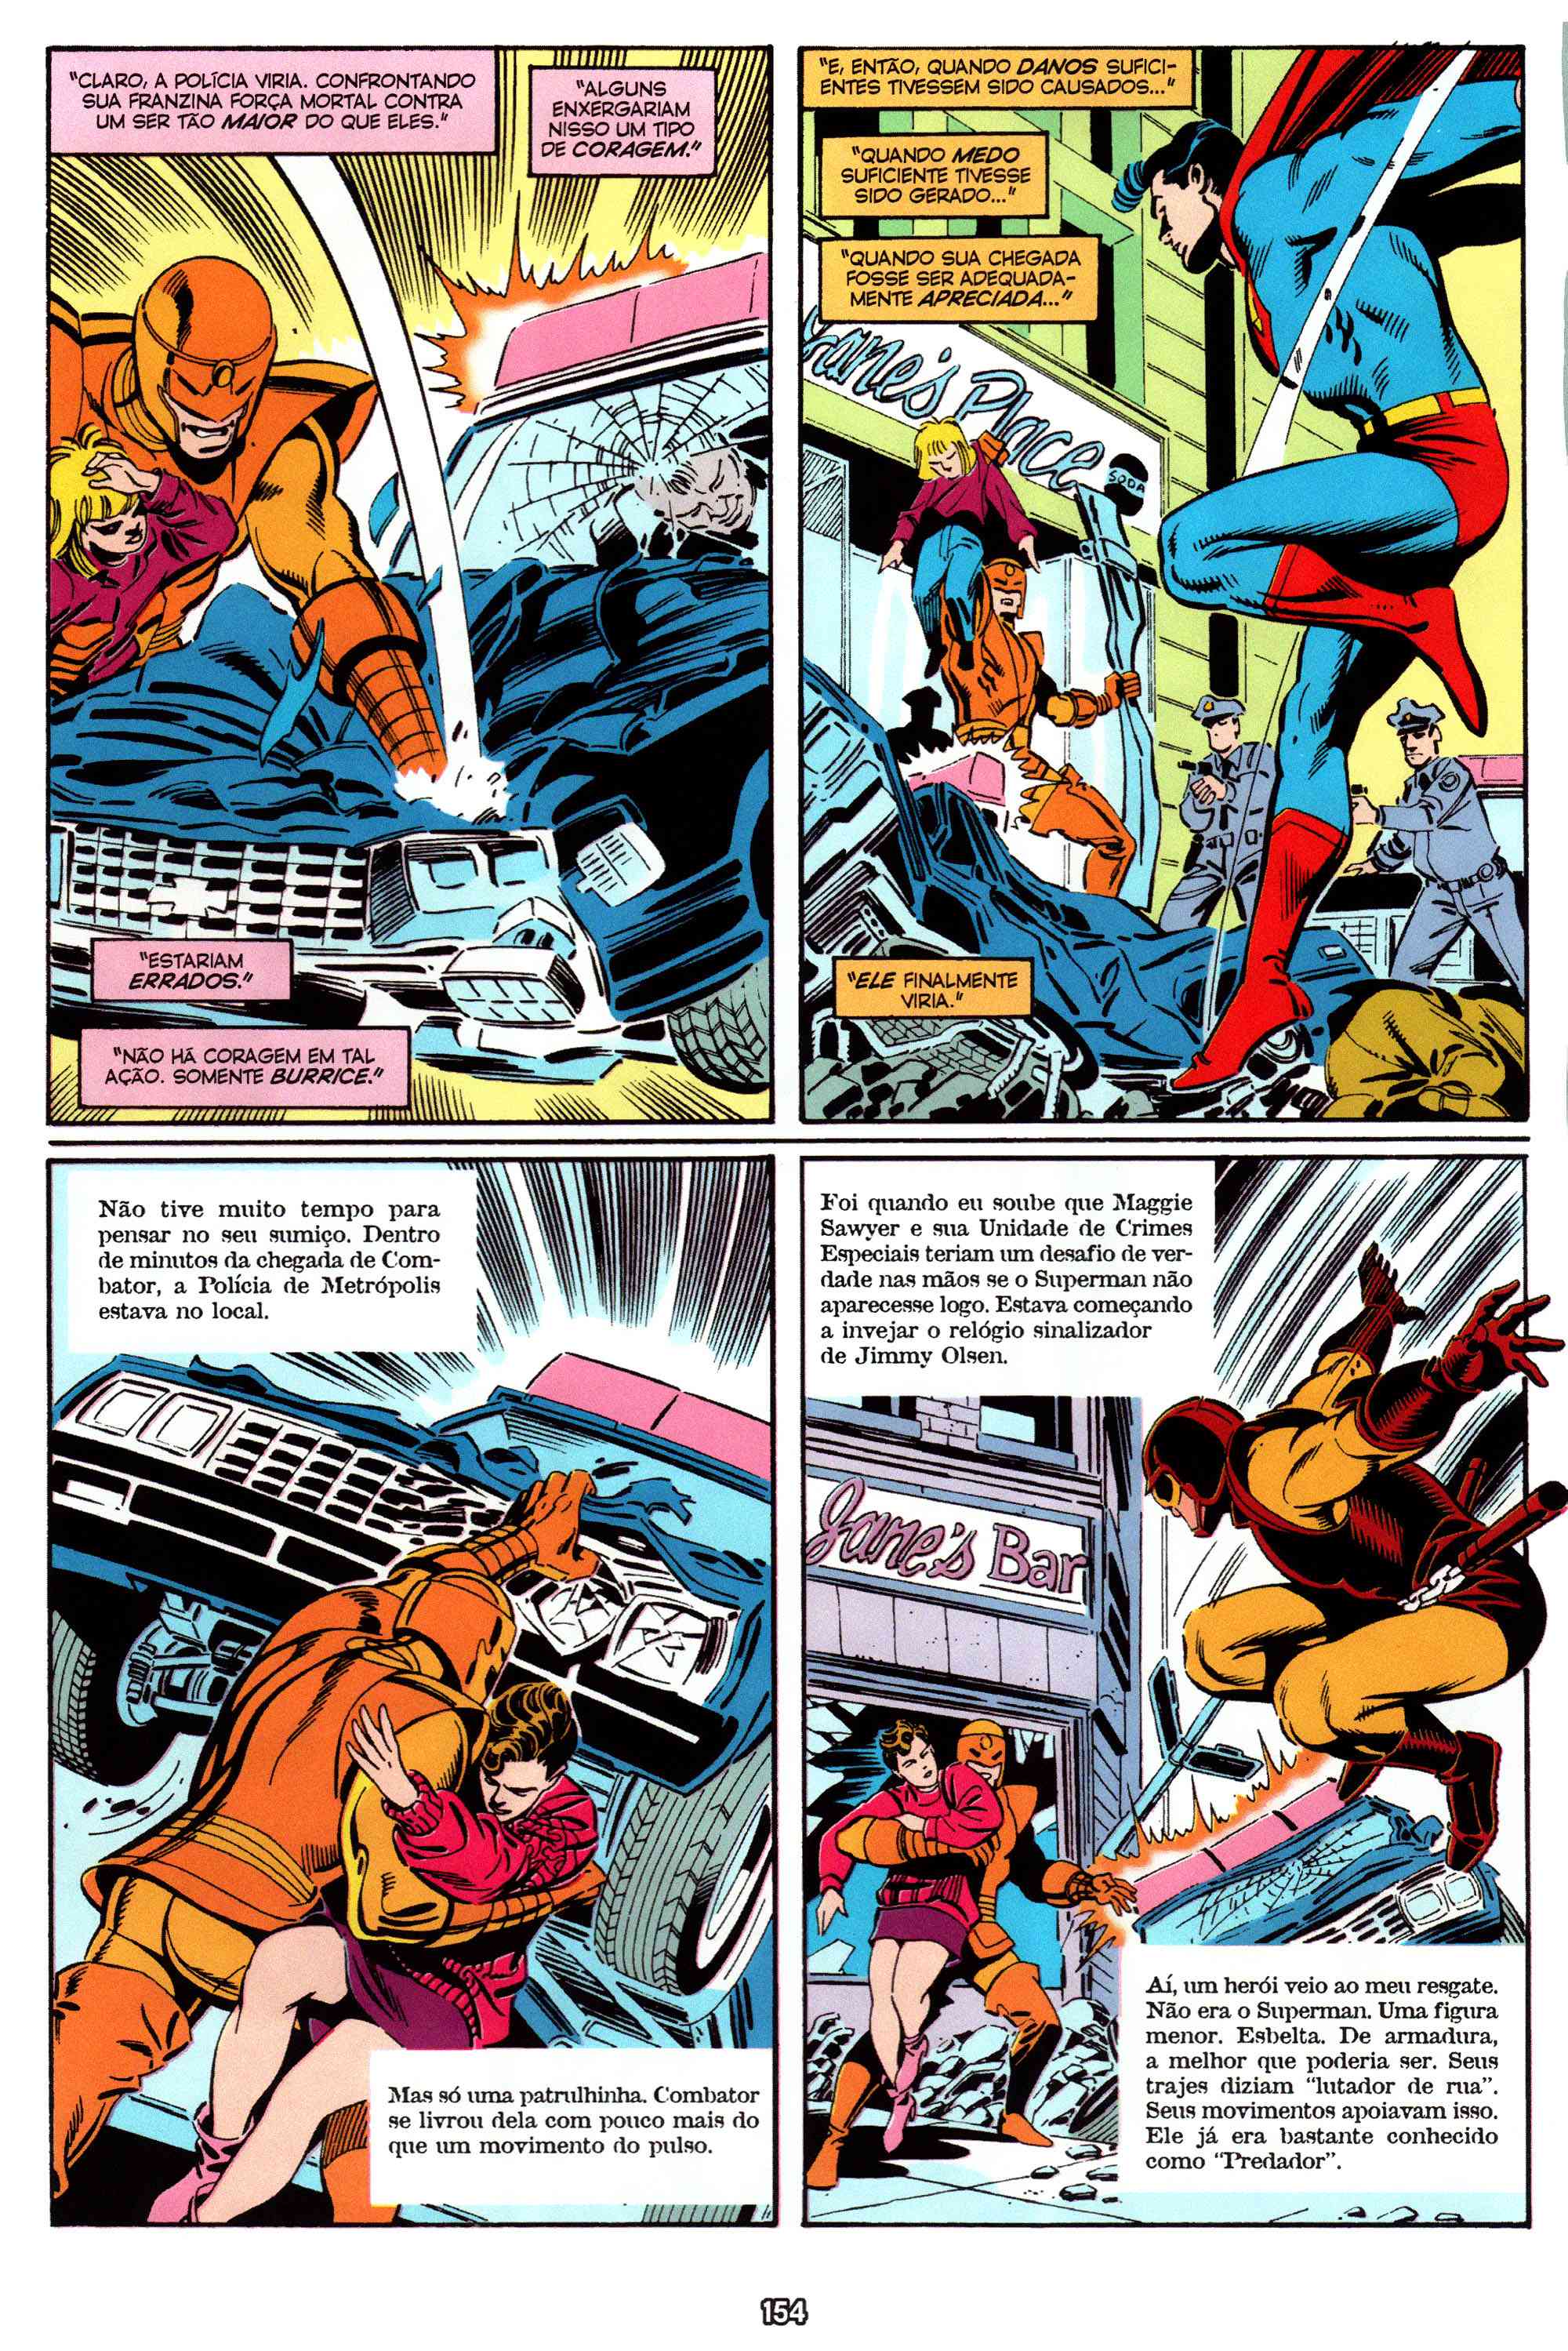 "CLARO, A POLÍCIA VIRIA. CONFRONTANDO
SUA FRANZINA FORÇA MORTAL CONTRA
UM SER TÃO MAIOR DO QUE ELES."
"ALGUNS
ENXERGARIAM
NISSO UM TIPO
DE CORAGEM."
"ESTARIAM
ERRADOS."
"NÃO HÁ CORAGEM EM TAL
AÇÃO. SOMENTE BURRICE."
"E, ENTÃO, QUANDO DANOS SUFICI-
ENTES TIVESSEM SIDO CAUSADOS..."
"QUANDO MEDO
SUFICIENTE TIVESSE
SIDO GERADO..."
"QUANDO SUA CHEGADA
FOSSE SER ADEQUADA-
MENTE APRECIADA..."
Jane's Place
SODA
"ELE FINALMENTE
VIRIA."
Não tive muito tempo para
pensar no seu sumiço. Dentro
de minutos da chegada de Com-
bator, a Polícia de Metrópolis
estava no local.
Mas só uma patrulhinha. Combator
se livrou dela com pouco mais do
que um movimento do pulso.
Foi quando eu soube que Maggie
Sawyer e sua Unidade de Crimes
Especiais teriam um desafio de ver-
dade nas mãos se o Superman não
aparecesse logo. Estava começando
a invejar o relógio sinalizador
de Jimmy Olsen.
Jane's Bar
Aí, um herói veio ao meu resgate.
Não era o Superman. Uma figura
menor. Esbelta. De armadura,
a melhor que poderia ser. Seus
trajes diziam "lutador de rua".
Seus movimentos apoiavam isso.
Ele já era bastante conhecido
como "Predador".
154